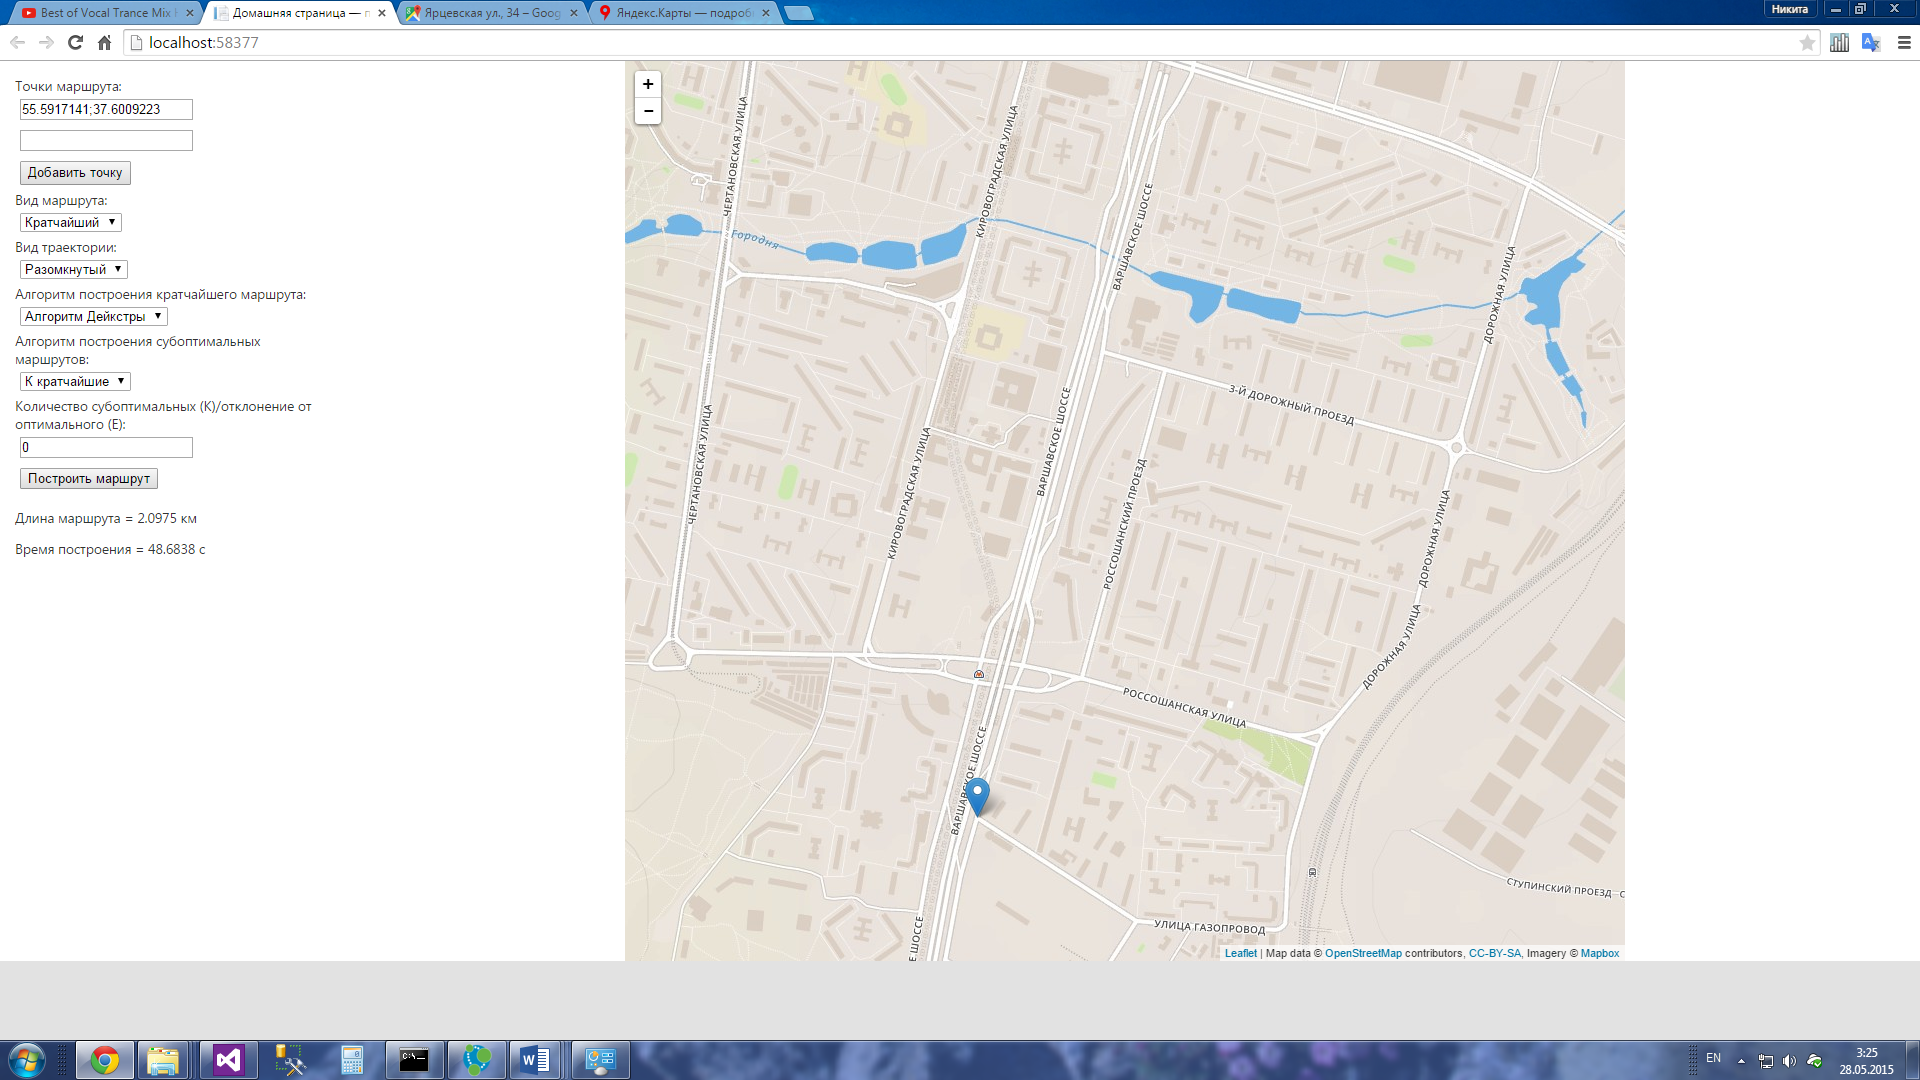 Best of Vocal Trance Mix
Домашняя страница — п
Ярцевская ул., 34 – Goog
Яндекс.Карты — подроб
Никита
localhost:58377
Точки маршрута:
55.5917141;37.6009223
Добавить точку
Вид маршрута:
Кратчайший
Вид траектории:
Разомкнутый
Алгоритм построения кратчайшего маршрута:
Алгоритм Дейкстры
Алгоритм построения субоптимальных
маршрутов:
К кратчайшие
Количество субоптимальных (К)/отклонение от
оптимального (Е):
0
Построить маршрут
Длина маршрута = 2.0975 км
Время построения = 48.6838 с
+
−
ЧЕРТАНОВСКАЯ УЛИЦА
КИРОВОГРАДСКАЯ УЛИЦА
ВАРШАВСКОЕ ШОССЕ
Городня
ДОРОЖНАЯ УЛИЦА
3-Й ДОРОЖНЫЙ ПРОЕЗД
ВАРШАВСКОЕ ШОССЕ
ЧЕРТАНОВСКАЯ УЛИЦА
КИРОВОГРАДСКАЯ УЛИЦА
РОССОШАНСКИЙ ПРОЕЗД
ДОРОЖНАЯ УЛИЦА
ДОРОЖНАЯ УЛИЦА
РОССОШАНСКАЯ УЛИЦА
ВАРШАВСКОЕ ШОССЕ
СТУПИНСКИЙ ПРОЕЗД
С
УЛИЦА ГАЗОПРОВОД
Е ШОССЕ
Leaflet | Map data © OpenStreetMap contributors, CC-BY-SA, Imagery © Mapbox
EN
3:25
28.05.2015